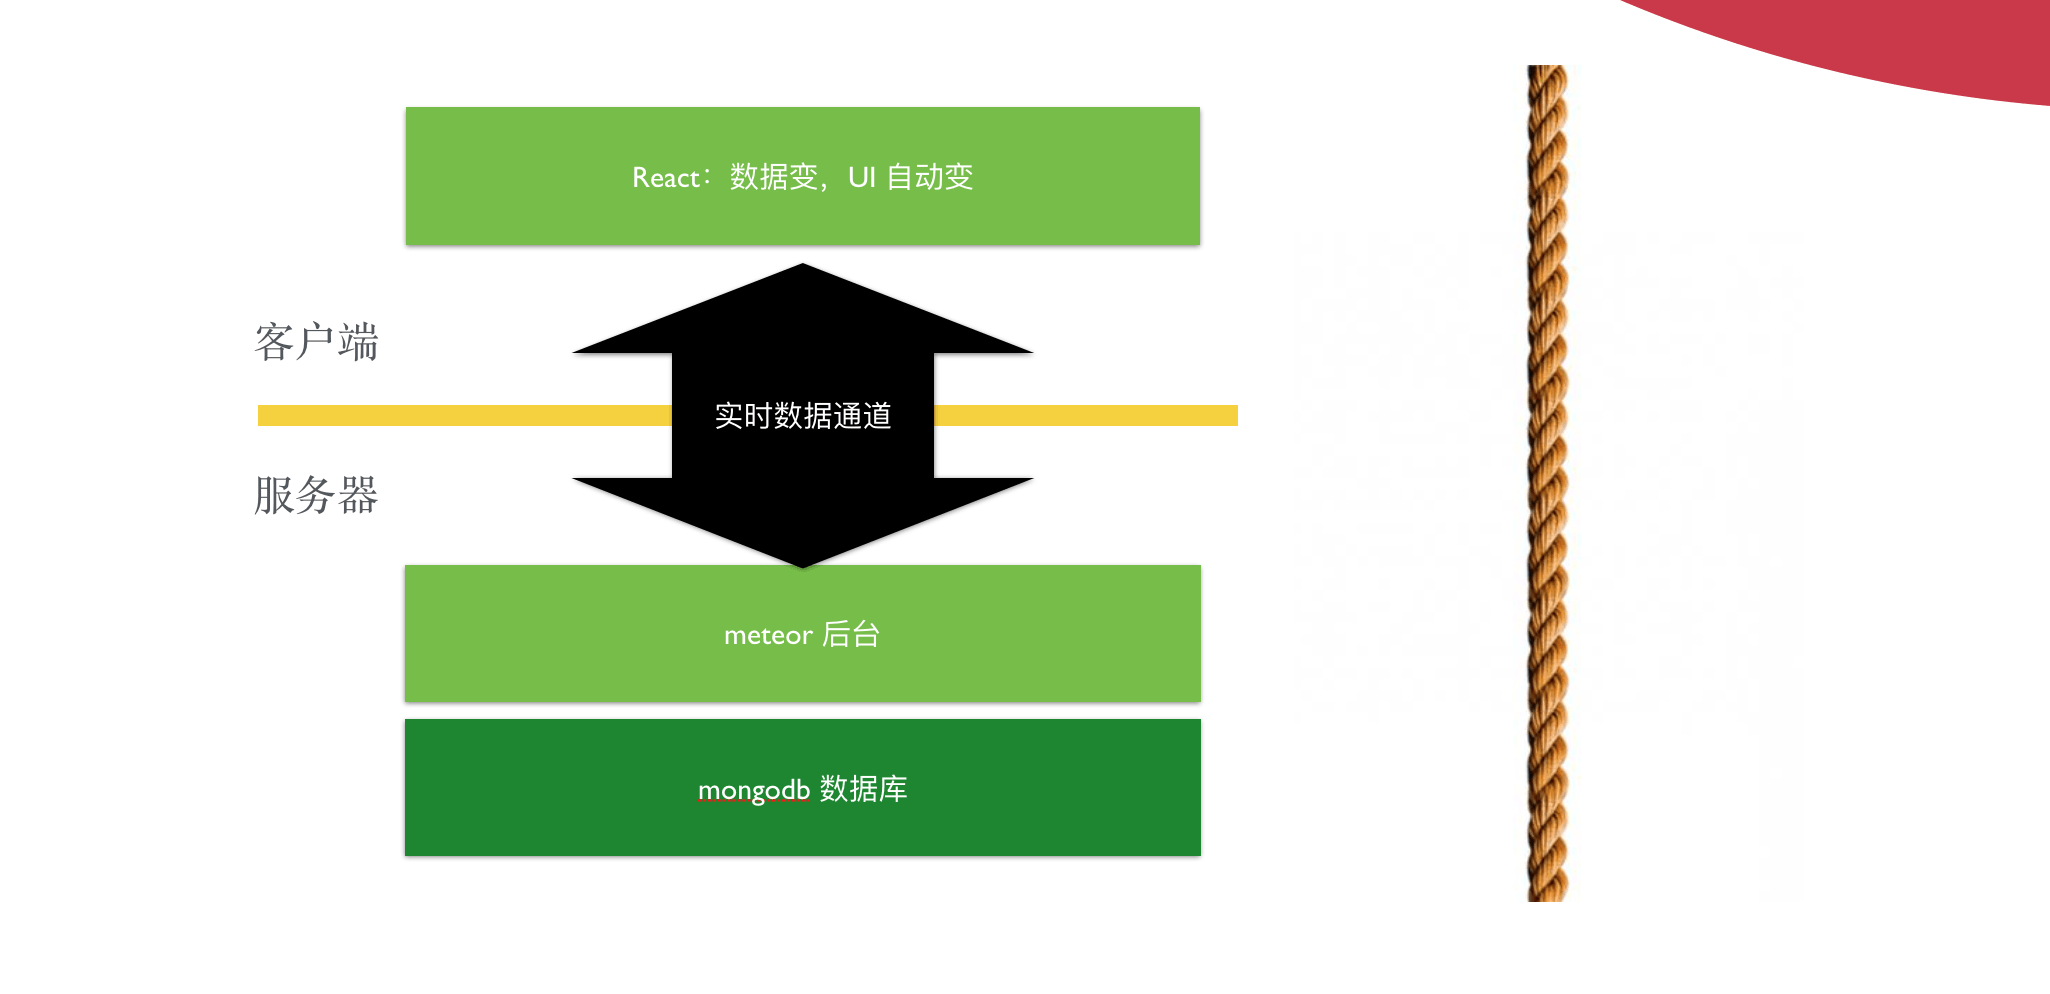 React：数据变，UI 自动变
客户端
实时数据通道
服务器
meteor 后台
mongodb 数据库